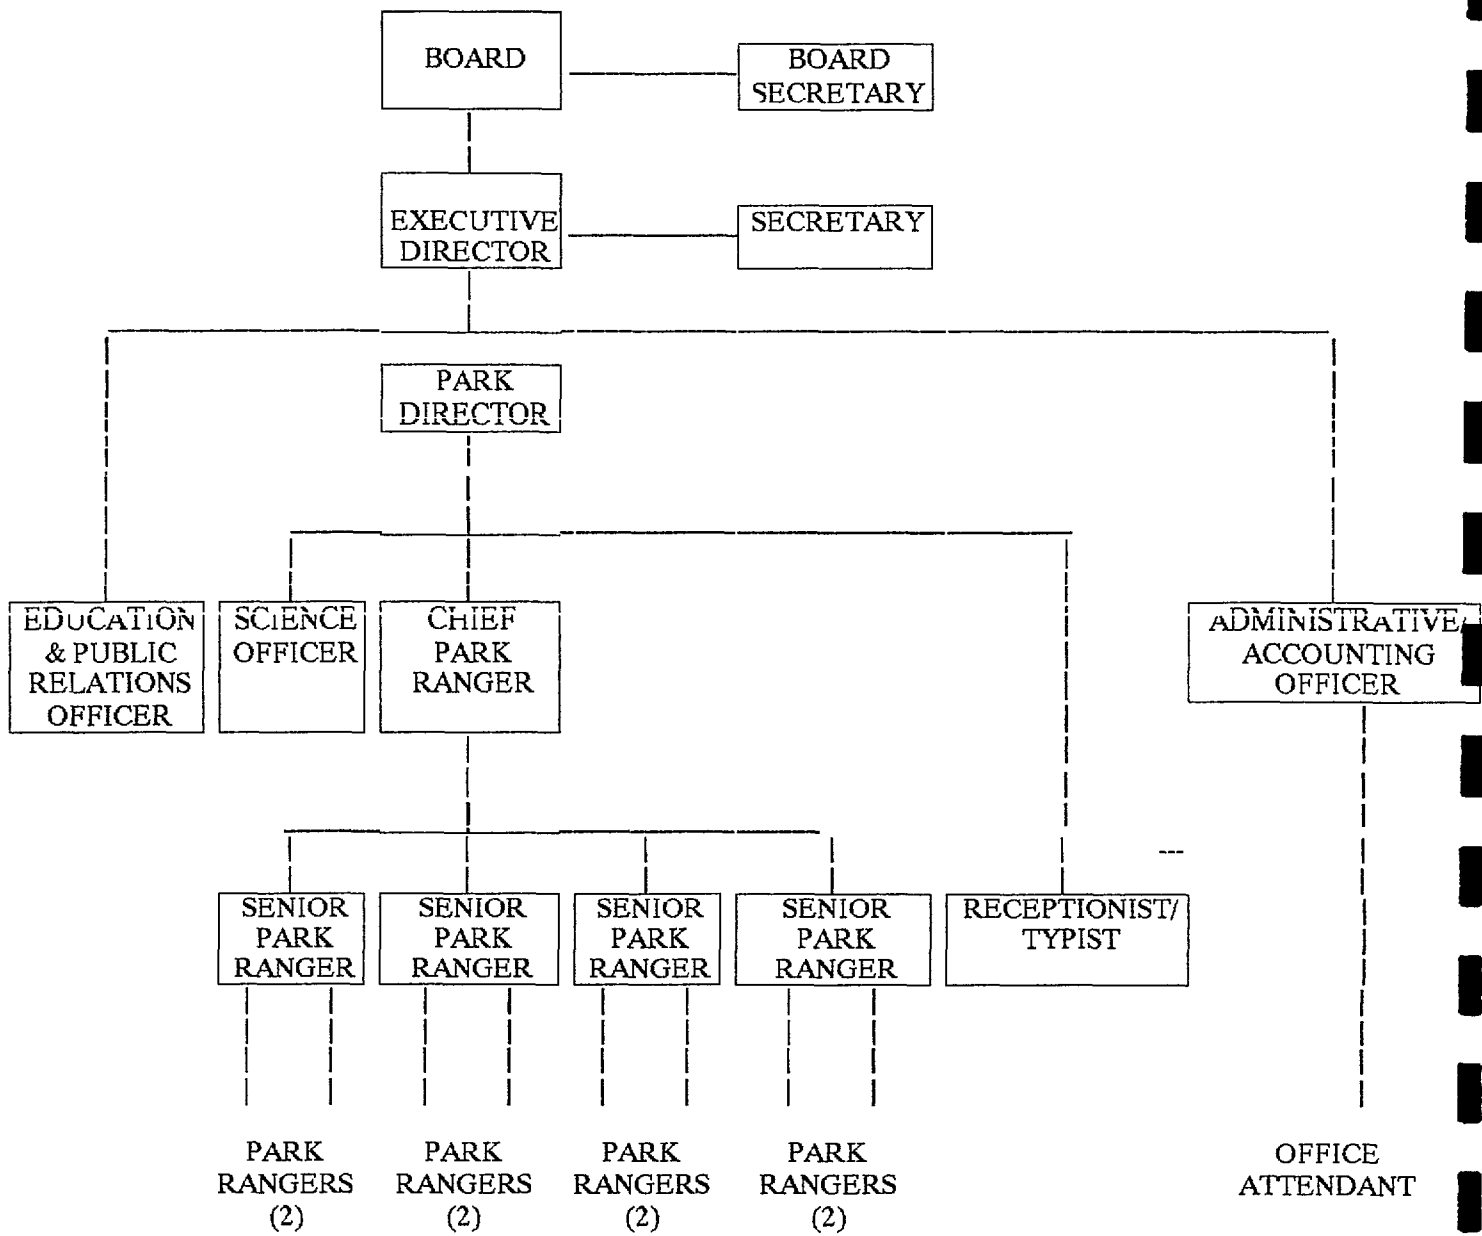 BOARD
BOARD
SECRETARY
EXECUTIVE
DIRECTOR
SECRETARY
PARK
DIRECTOR
EDUCATION
& PUBLIC
RELATIONS
OFFICER
SCIENCE
OFFICER
CHIEF
PARK
RANGER
ADMINISTRATIVE/
ACCOUNTING
OFFICER
SENIOR
PARK
RANGER
SENIOR
PARK
RANGER
SENIOR
PARK
RANGER
SENIOR
PARK
RANGER
RECEPTIONIST/
TYPIST
PARK
RANGERS
(2)
PARK
RANGERS
(2)
PARK
RANGERS
(2)
PARK
RANGERS
(2)
OFFICE
ATTENDANT